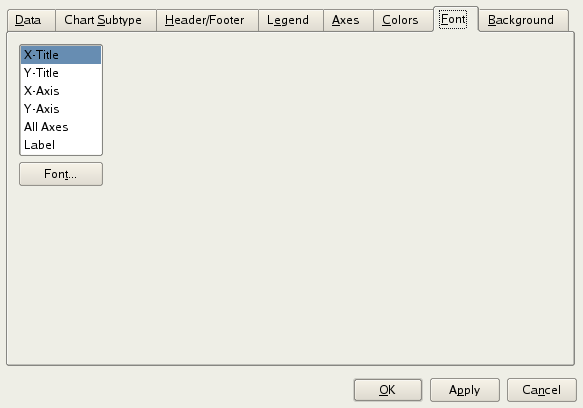 Data Chart Subtype Header/Footer Legend Axes Colors Font Background
X-Title
Y-Title
X-Axis
Y-Axis
All Axes
Label
Font...
OK Apply Cancel